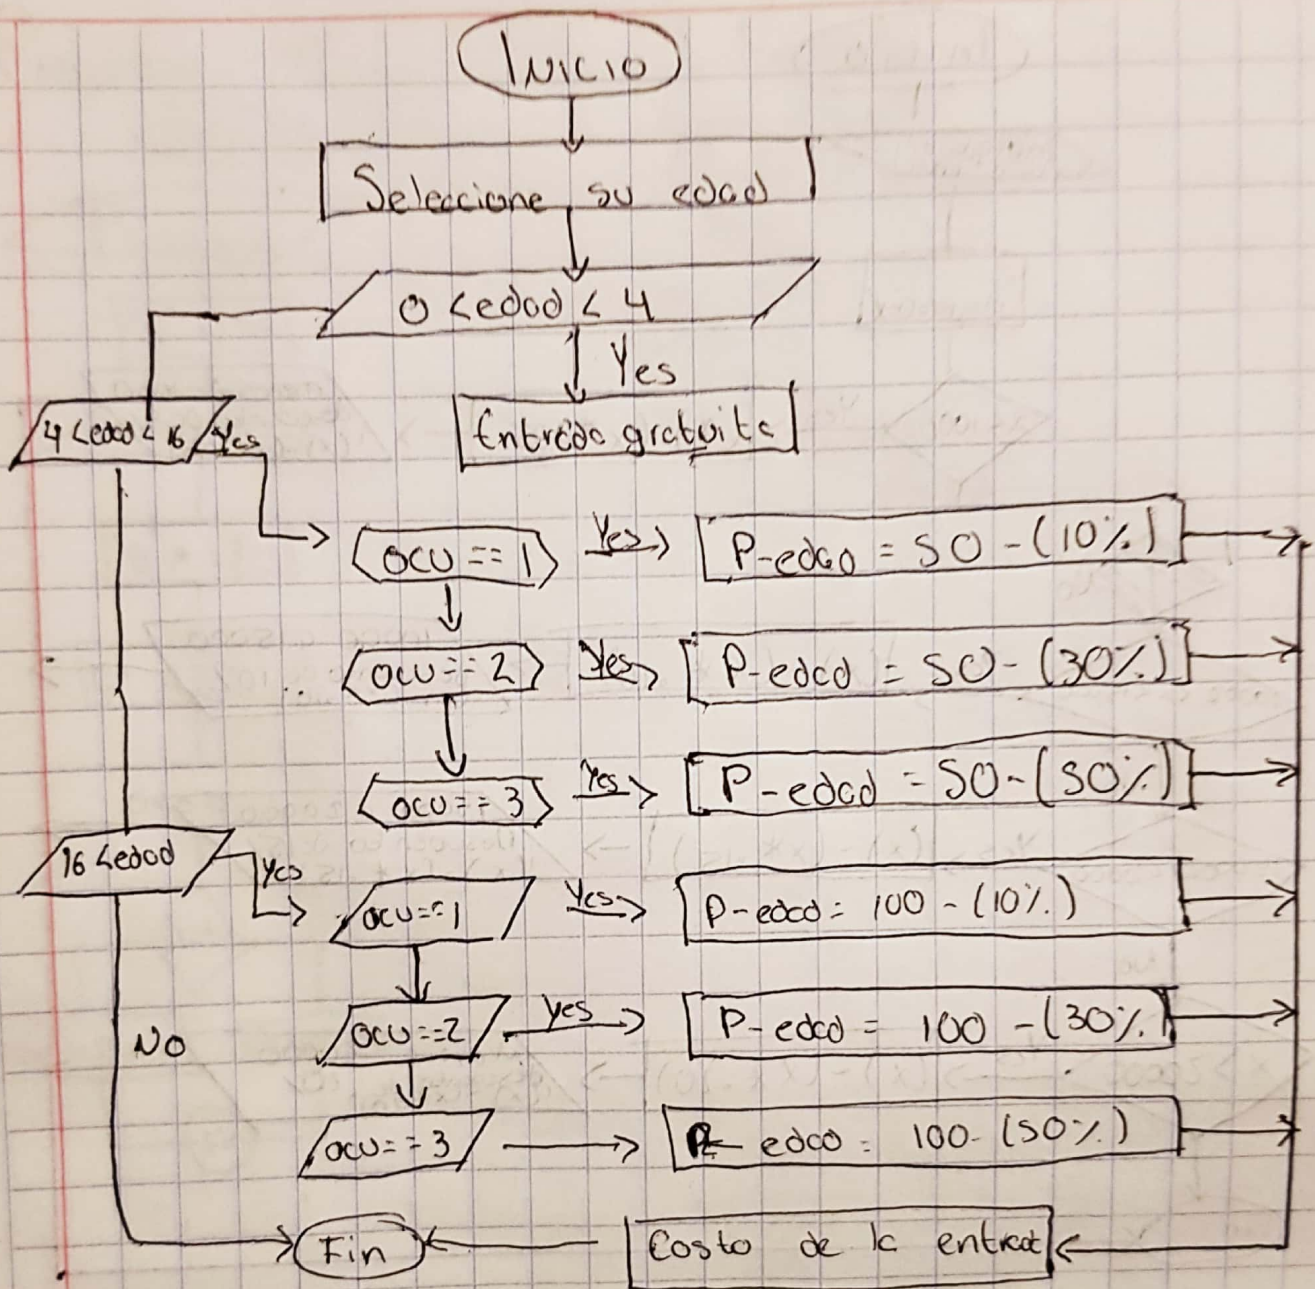 INICIO
Seleccione su edad
0 < edad < 4
Yes
4 < edad < 16 Yes
Entrada gratuita
ocu == 1 Yes P-edad = 50 - (10%)
ocu == 2 Yes P-edad = 50 - (30%)
ocu == 3 Yes P-edad = 50 - (50%)
16 < edad Yes
ocu == 1 Yes P-edad = 100 - (10%)
ocu == 2 yes P-edad = 100 - (30%)
NO
ocu == 3 P- edad = 100 - (50%)
Fin Costo de la entrad